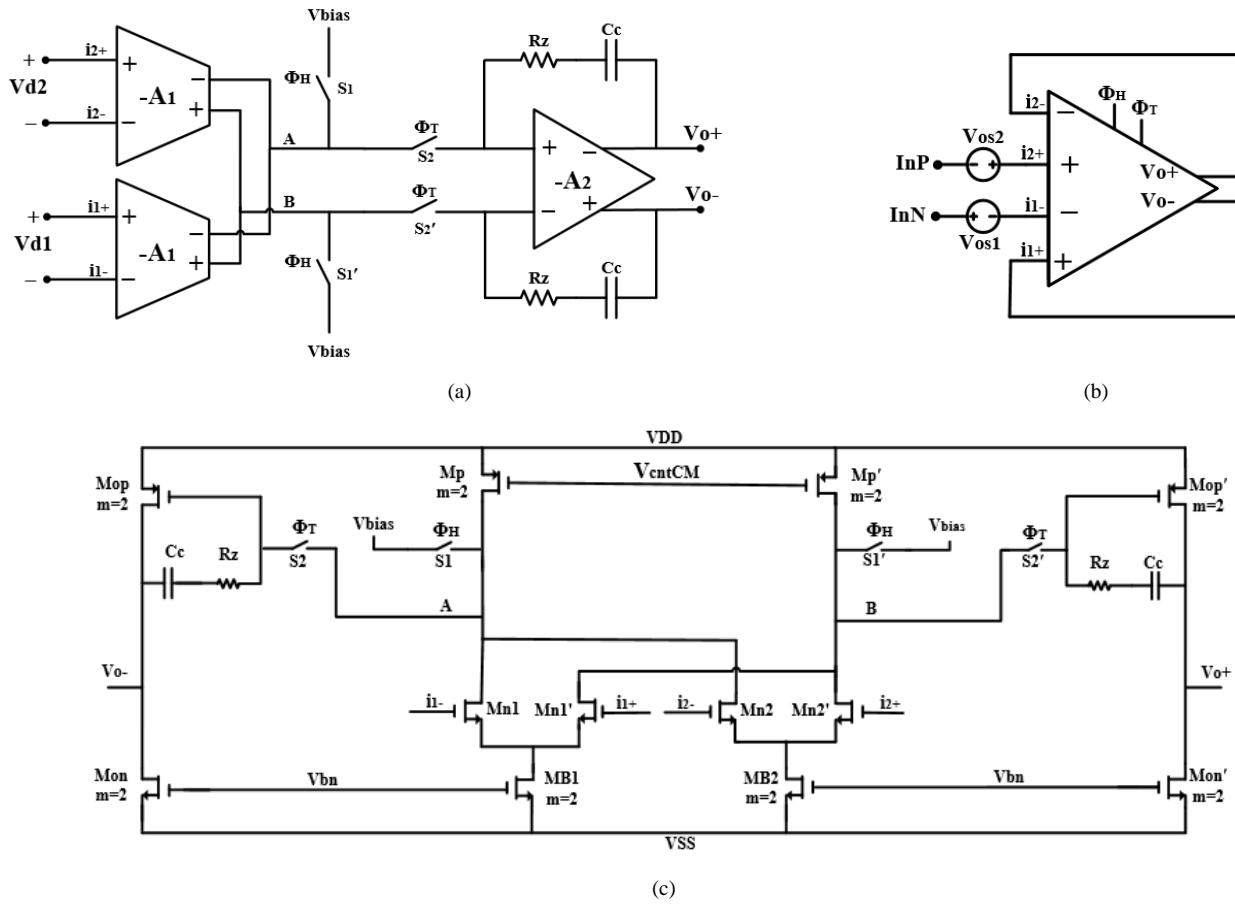 Vbias
i2+
+
Vd2
−
i2-
+
−
-A1
−
+
ΦH
S1
A
ΦT
S2
Rz
Cc
+
−
-A2
−
+
Vo+
Vo-
i1+
+
Vd1
−
i1-
+
−
-A1
−
+
B
ΦH
S1′
ΦT
S2′
Rz
Cc
Vbias
(a)
i2-
ΦH
ΦT
Vos2
InP
- +
i2+
InN
+ -
i1-
Vos1
i1+
−
+
−
+
Vo+
Vo-
(b)
VDD
Mop
m=2
Mp
m=2
VcntCM
Mp′
m=2
Mop′
m=2
Vbias
ΦH
S1
ΦT
S2
Cc
Rz
ΦH
S1′
Vbias
ΦT
S2′
Rz
Cc
A
B
Vo-
i1-
Mn1
Mn1'
i1+
i2-
Mn2
Mn2'
i2+
Vo+
Mon
m=2
Vbn
MB1
m=2
MB2
m=2
Vbn
Mon′
m=2
VSS
(c)